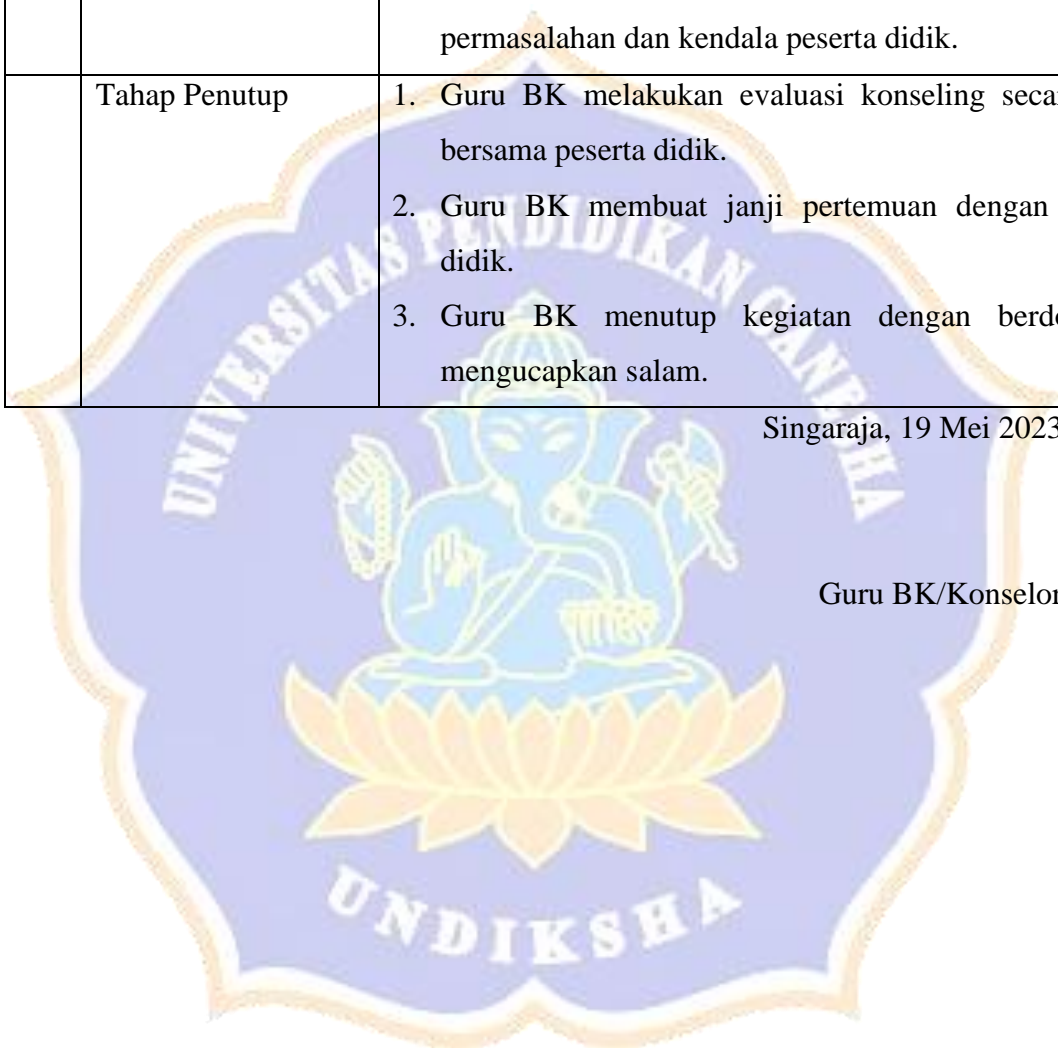 permasalahan dan kendala peserta didik.
Tahap Penutup
1. Guru BK melakukan evaluasi konseling
bersama peserta didik.
2. Guru BK membuat janji pertemuan dengan
didik.
3. Guru BK menutup kegiatan dengan
mengucapkan salam.
Singaraja, 19 Mei 2023
Guru BK/Konselor
UNIVERSITAS PENDIDIKAN GANESHA
UNDIKSHA